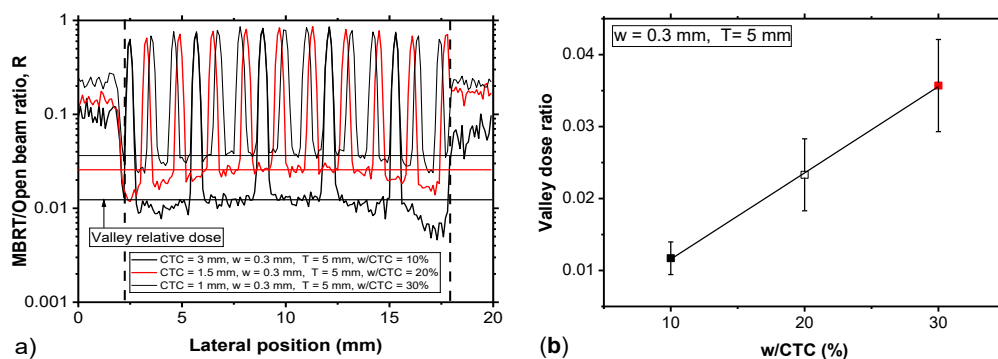 MBRT/Open beam ratio, R
1
0.1
0.01
0.001
Valley relative dose
CTC = 3 mm, w = 0.3 mm, T = 5 mm, w/CTC = 10%
CTC = 1.5 mm, w = 0.3 mm, T = 5 mm, w/CTC = 20%
CTC = 1 mm, w = 0.3 mm, T = 5 mm, w/CTC = 30%
0 5 10 15 20
Lateral position (mm)
a)
Valley dose ratio
w = 0.3 mm, T= 5 mm
0.04
0.03
0.02
0.01
10 20 30
w/CTC (%)
(b)